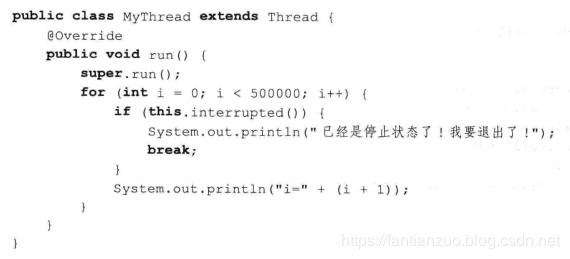 public class MyThread extends Thread {
    @Override
    public void run() {
        super.run();
        for (int i = 0; i < 500000; i++) {
            if (this.interrupted()) {
                System.out.println("已经是停止状态了！我要退出了！");
                break;
            }
            System.out.println("i=" + (i + 1));
        }
    }
}
https://fantianzuo.blog.csdn.net